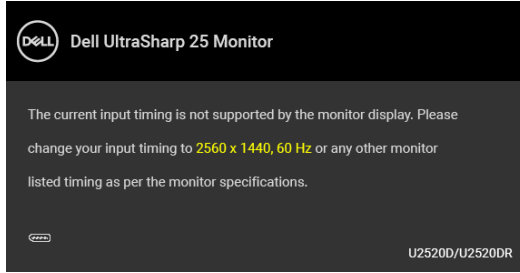 DELL
Dell UltraSharp 25 Monitor
The current input timing is not supported by the monitor display. Please
change your input timing to 2560 x 1440, 60 Hz or any other monitor
listed timing as per the monitor specifications.
U2520D/U2520DR